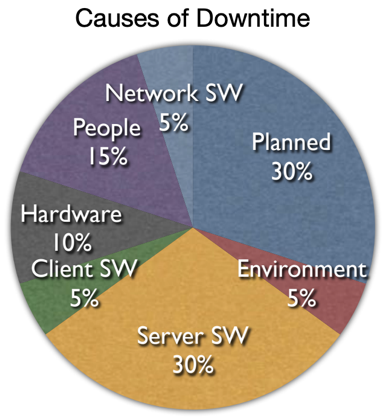 Causes of Downtime
Network SW
5%
Planned
30%
People
15%
Hardware
10%
Client SW
5%
Environment
5%
Server SW
30%